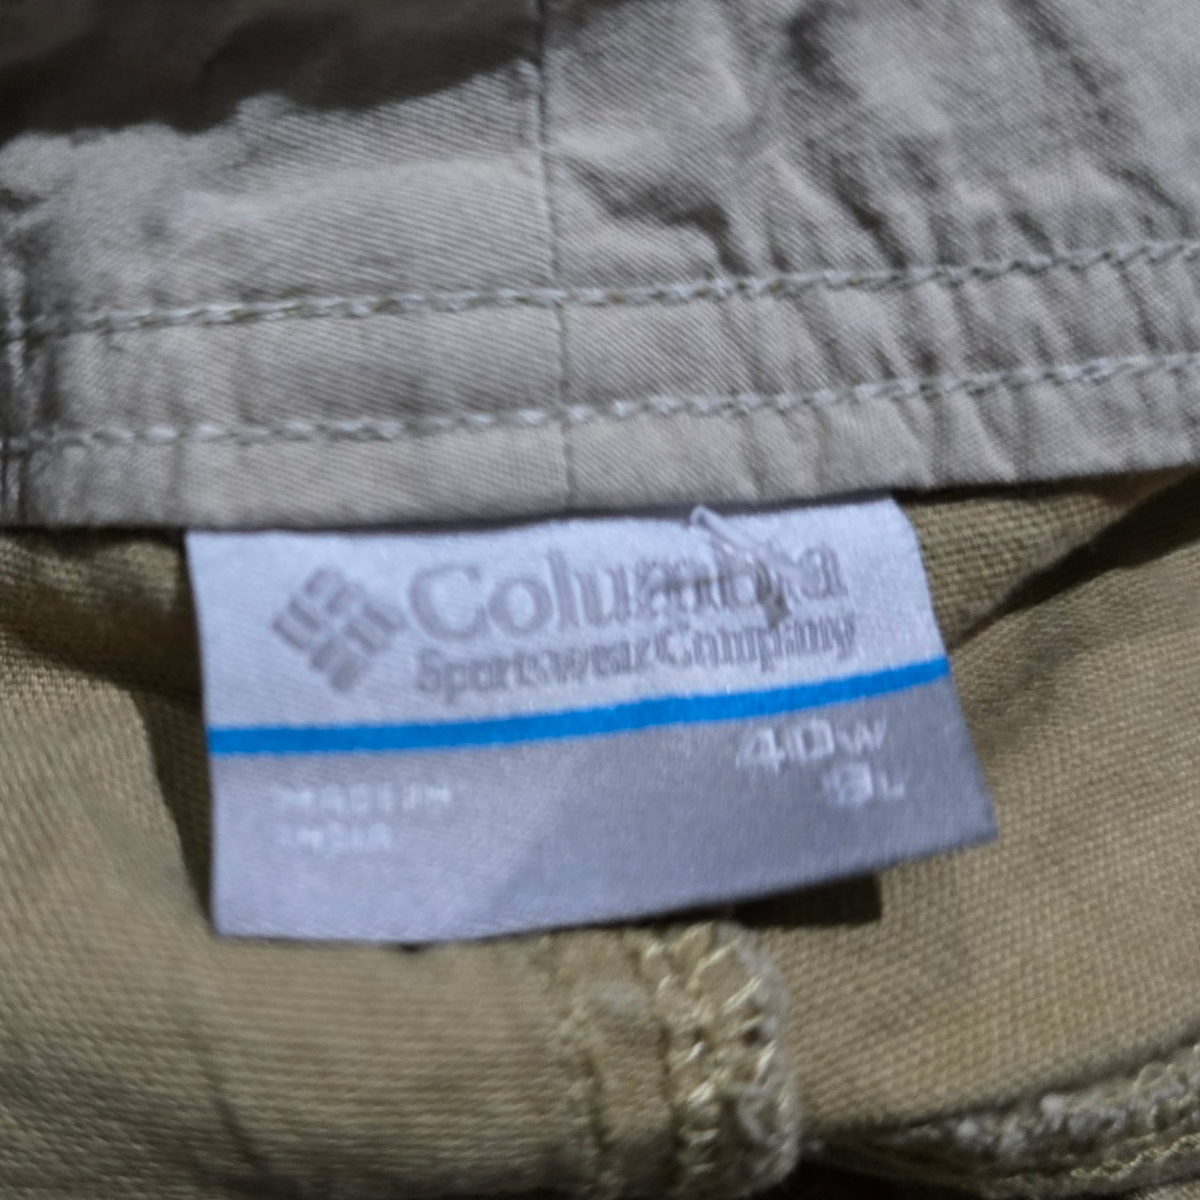 Columbia
Sportswear Company
40W
MADE IN
INDIA